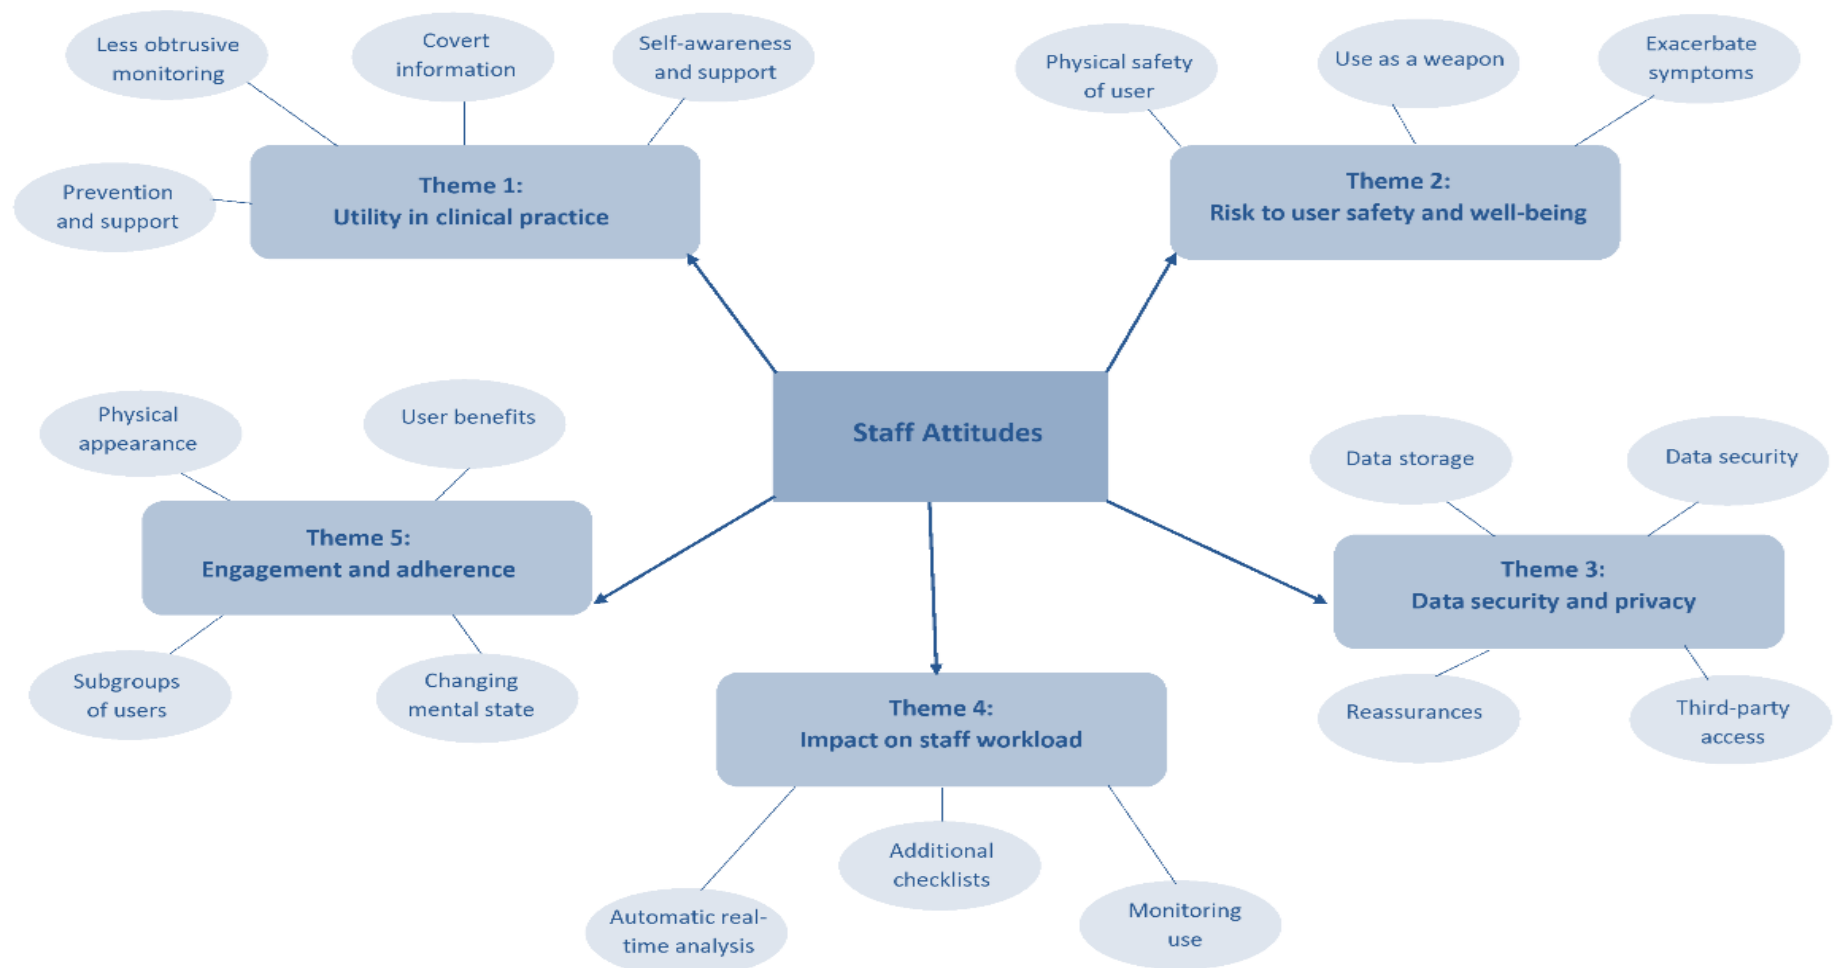 Less obtrusive
monitoring
Covert
information
Self-awareness
and support
Prevention
and support
Theme 1:
Utility in clinical practice
Physical safety
of user
Use as a weapon
Exacerbate
symptoms
Theme 2:
Risk to user safety and well-being
Staff Attitudes
Physical
appearance
User benefits
Theme 5:
Engagement and adherence
Subgroups
of users
Changing
mental state
Data storage
Data security
Theme 3:
Data security and privacy
Reassurances
Third-party
access
Theme 4:
Impact on staff workload
Automatic real-
time analysis
Additional
checklists
Monitoring
use